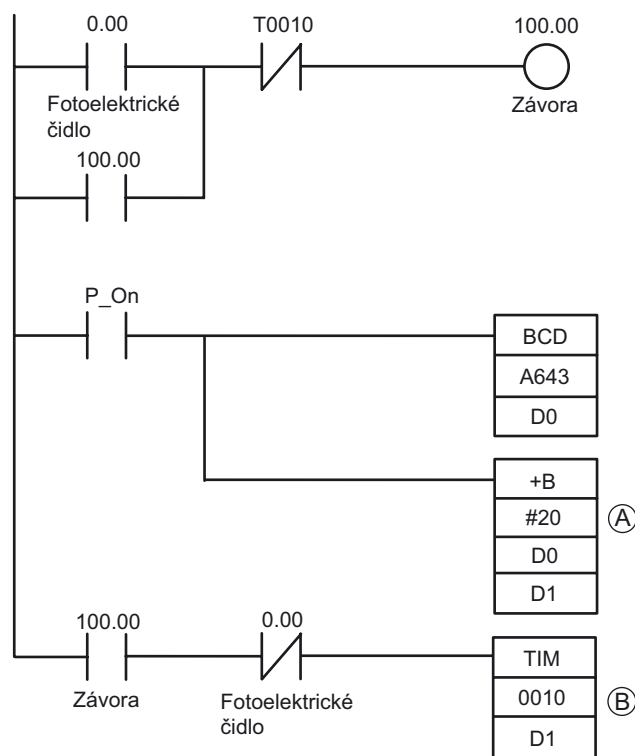 0.00 T0010 100.00
Fotoelektrické
čidlo
Závora
100.00
P_On
BCD
A643
D0
+B
#20
D0
D1
A
100.00 0.00
Závora
Fotoelektrické
čidlo
TIM
0010
D1
B